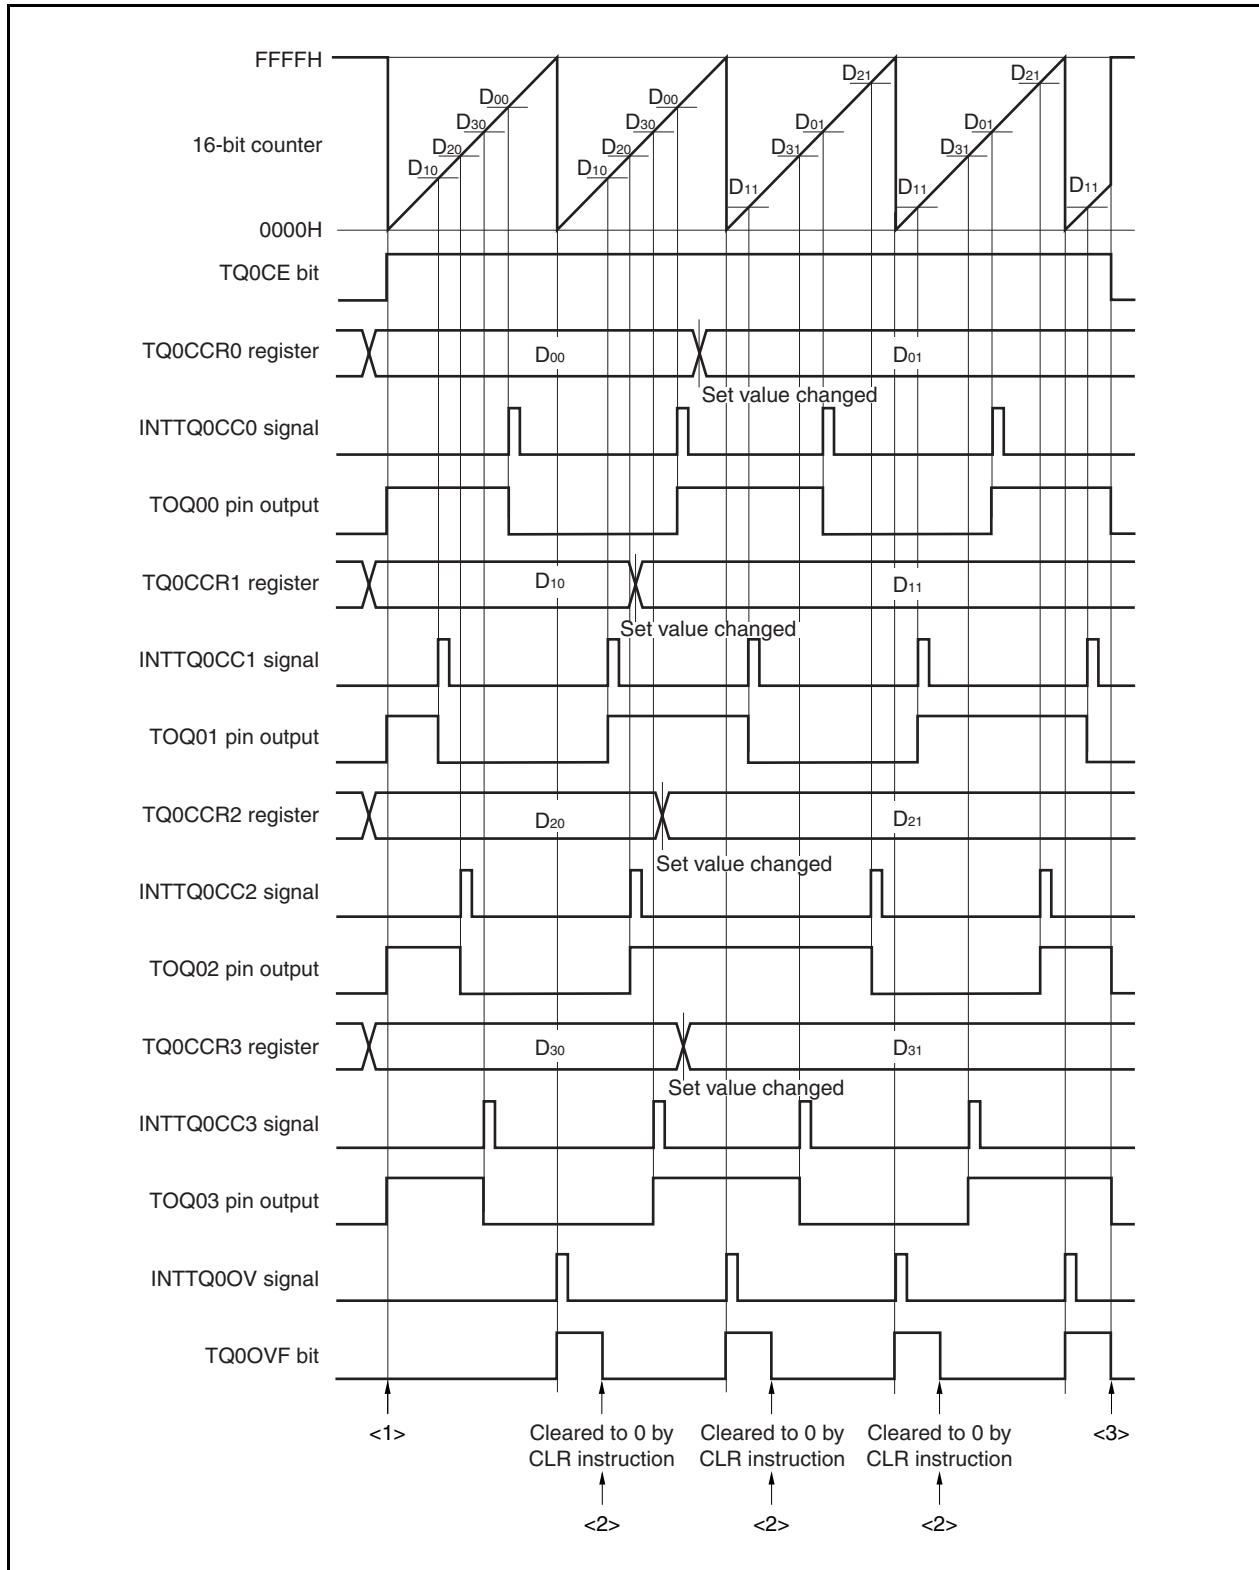 FFFFH
D21 D21
D00 D00
D30 D30 D01 D01
16-bit counter
D20 D20 D31 D31
D10 D10
D11 D11 D11
0000H
TQ0CE bit
TQ0CCR0 register D00 D01
Set value changed
INTTQ0CC0 signal
TOQ00 pin output
TQ0CCR1 register D10 D11
Set value changed
INTTQ0CC1 signal
TOQ01 pin output
TQ0CCR2 register D20 D21
Set value changed
INTTQ0CC2 signal
TOQ02 pin output
TQ0CCR3 register D30 D31
Set value changed
INTTQ0CC3 signal
TOQ03 pin output
INTTQ0OV signal
TQ0OVF bit
<1> Cleared to 0 by Cleared to 0 by Cleared to 0 by <3>
CLR instruction CLR instruction CLR instruction
<2> <2> <2>